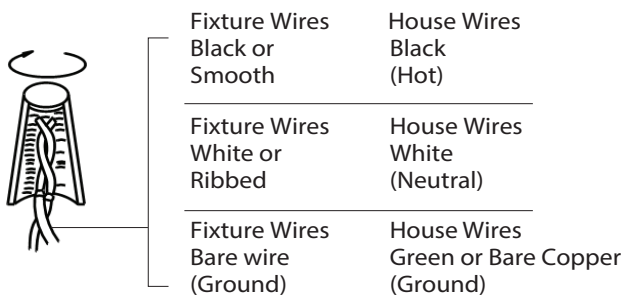 Fixture Wires House Wires
Black or Black
Smooth (Hot)
Fixture Wires House Wires
White or White
Ribbed (Neutral)
Fixture Wires House Wires
Bare wire Green or Bare Copper
(Ground) (Ground)